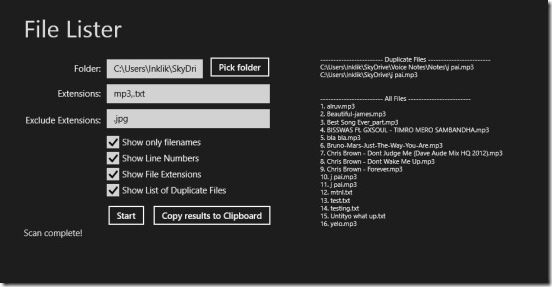 File Lister
Folder:
C:\Users\Inklik\SkyDri
Pick folder
Extensions:
mp3,.txt
Exclude Extensions:
.jpg
Show only filenames
Show Line Numbers
Show File Extensions
Show List of Duplicate Files
Start
Copy results to Clipboard
Scan complete!
------------------------ Duplicate Files ------------------------
C:\Users\Inklik\SkyDrive\Voice Notes\Notes\j pai.mp3
C:\Users\Inklik\SkyDrive\j pai.mp3
------------------------ All Files ------------------------
1. airuv.mp3
2. Beautiful-james.mp3
3. Best Song Ever_part.mp3
4. BISSWAS Ft. GXSOUL - TIMRO MERO SAMBANDHA.mp3
5. bla bla.mp3
6. Bruno-Mars-Just-The-Way-You-Are.mp3
7. Chris Brown - Dont Judge Me (Dave Aude Mix HQ 2012).mp3
8. Chris Brown - Dont Wake Me Up.mp3
9. Chris Brown - Forever.mp3
10. j pai.mp3
11. j pai.mp3
12. mtnl.txt
13. test.txt
14. testing.txt
15. Untityo what up.txt
16. yelo.mp3